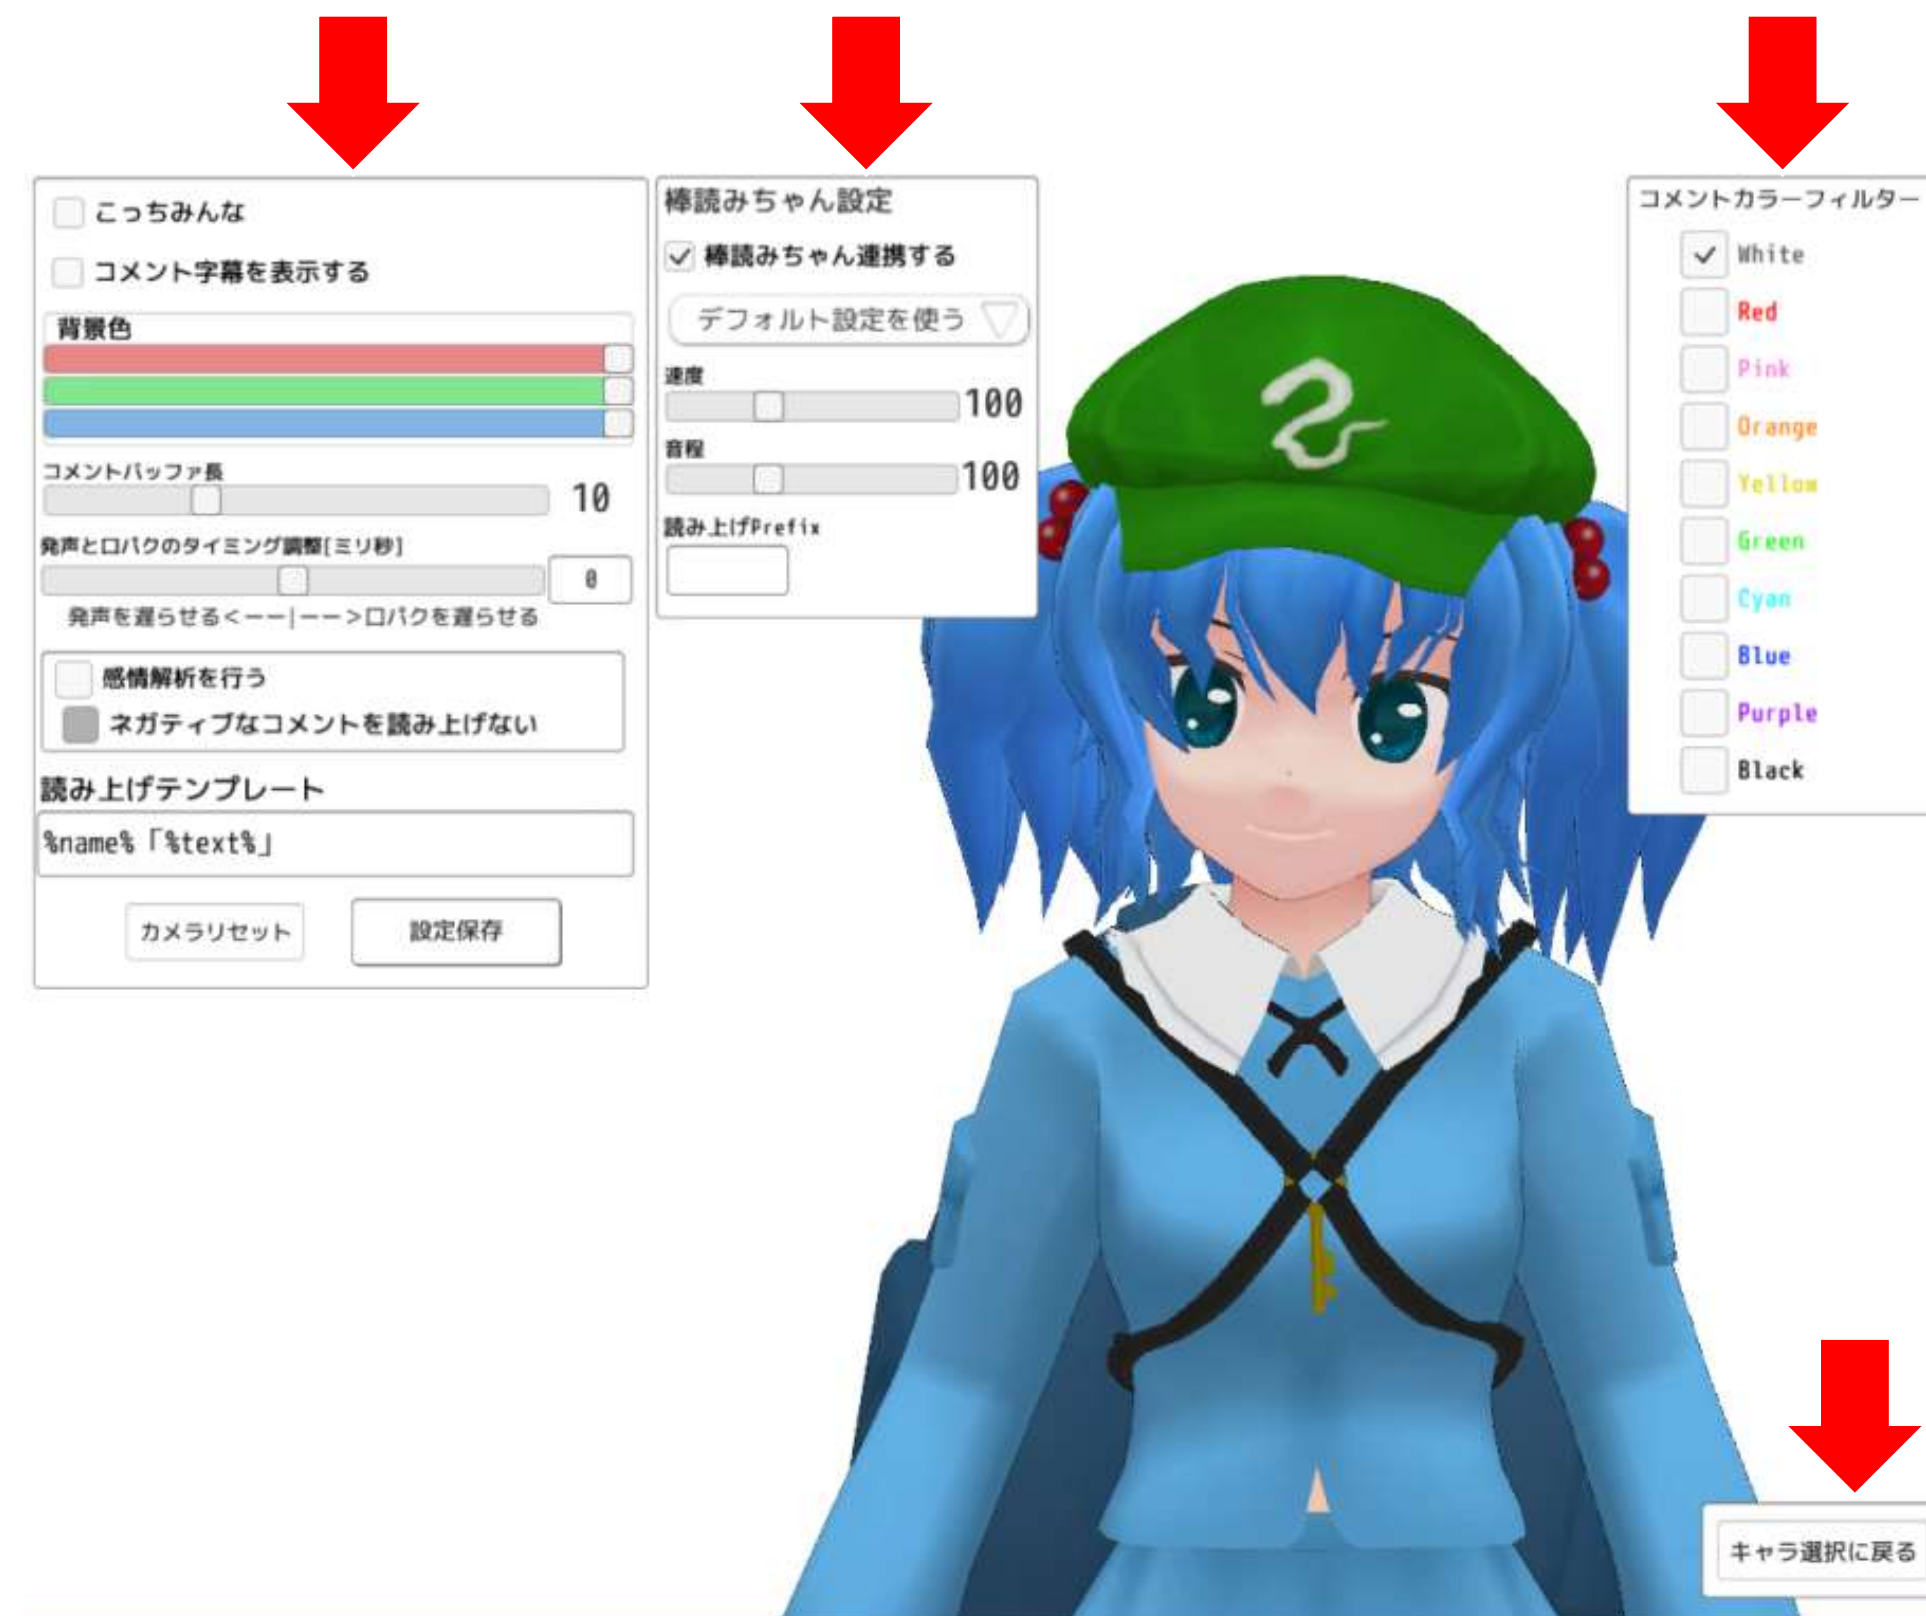 こっちみんな
コメント字幕を表示する
背景色
コメントバッファ長
10
発声と口パクのタイミング調整[ミリ秒]
0
発声を遅らせる<ーー|ーー>口パクを遅らせる
感情解析を行う
ネガティブなコメントを読み上げない
読み上げテンプレート
%name%「%text%」
カメラリセット
設定保存
棒読みちゃん設定
棒読みちゃん連携する
デフォルト設定を使う
速度
100
音程
100
読み上げPrefix
コメントカラーフィルター
White
Red
Pink
Orange
Yellow
Green
Cyan
Blue
Purple
Black
キャラ選択に戻る